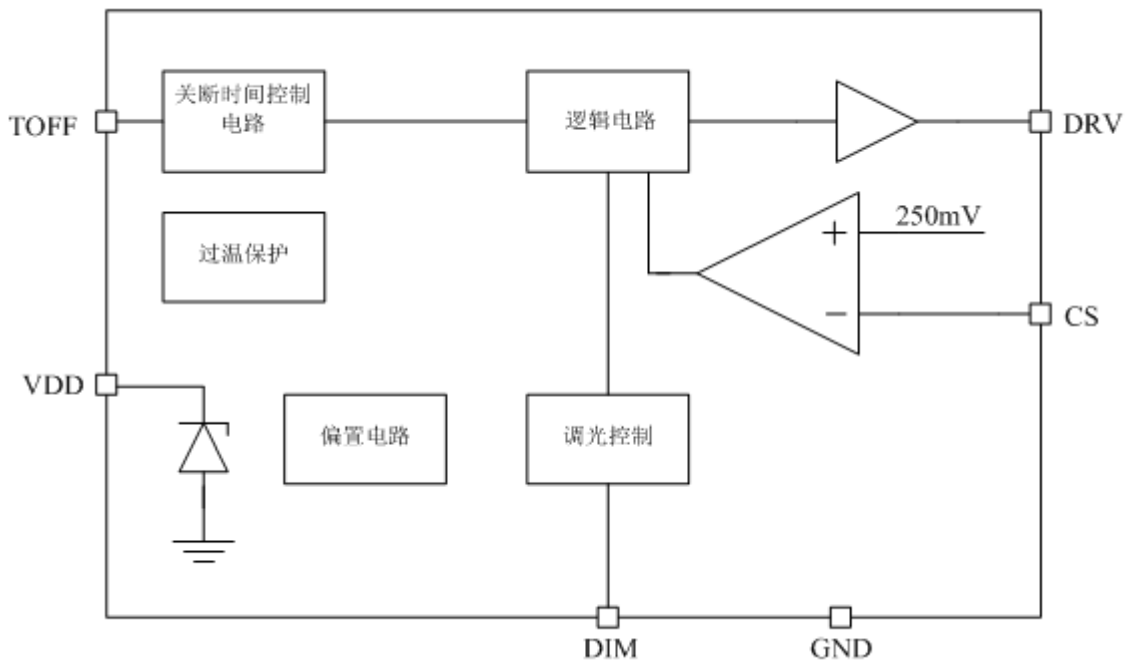 关断时间控制
电路
逻辑电路
TOFF
DRV
250mV
+
过温保护
−
CS
VDD
偏置电路
调光控制
DIM
GND